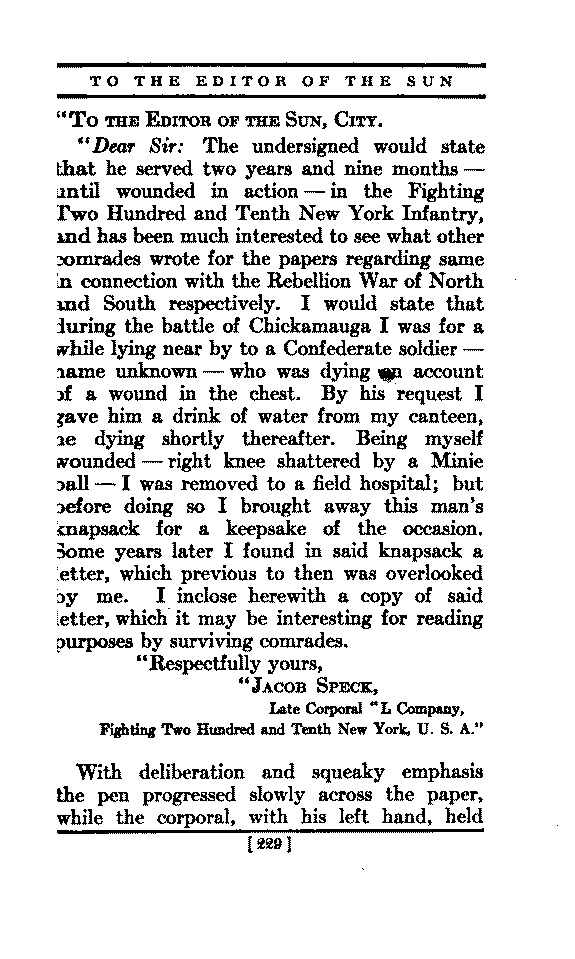 TO THE EDITOR OF THE SUN
"To the Editor of the Sun, City.
"Dear Sir: The undersigned would state
that he served two years and nine months —
until wounded in action — in the Fighting
Two Hundred and Tenth New York Infantry,
and has been much interested to see what other
comrades wrote for the papers regarding same
in connection with the Rebellion War of North
and South respectively. I would state that
during the battle of Chickamauga I was for a
while lying near by to a Confederate soldier —
name unknown — who was dying on account
of a wound in the chest. By his request I
gave him a drink of water from my canteen,
he dying shortly thereafter. Being myself
wounded — right knee shattered by a Minie
ball — I was removed to a field hospital; but
before doing so I brought away this man's
knapsack for a keepsake of the occasion.
Some years later I found in said knapsack a
letter, which previous to then was overlooked
by me. I inclose herewith a copy of said
letter, which it may be interesting for reading
purposes by surviving comrades.
"Respectfully yours,
"Jacob Speck,
Late Corporal "L Company,
Fighting Two Hundred and Tenth New York, U. S. A."
With deliberation and squeaky emphasis
the pen progressed slowly across the paper,
while the corporal, with his left hand, held
[229]